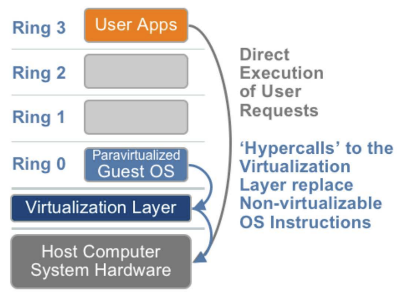 Ring 3
User Apps
Ring 2
Ring 1
Ring 0
Paravirtualized
Guest OS
Virtualization Layer
Host Computer
System Hardware
Direct
Execution
of User
Requests
‘Hypercalls’ to the
Virtualization
Layer replace
Non-virtualizable
OS Instructions